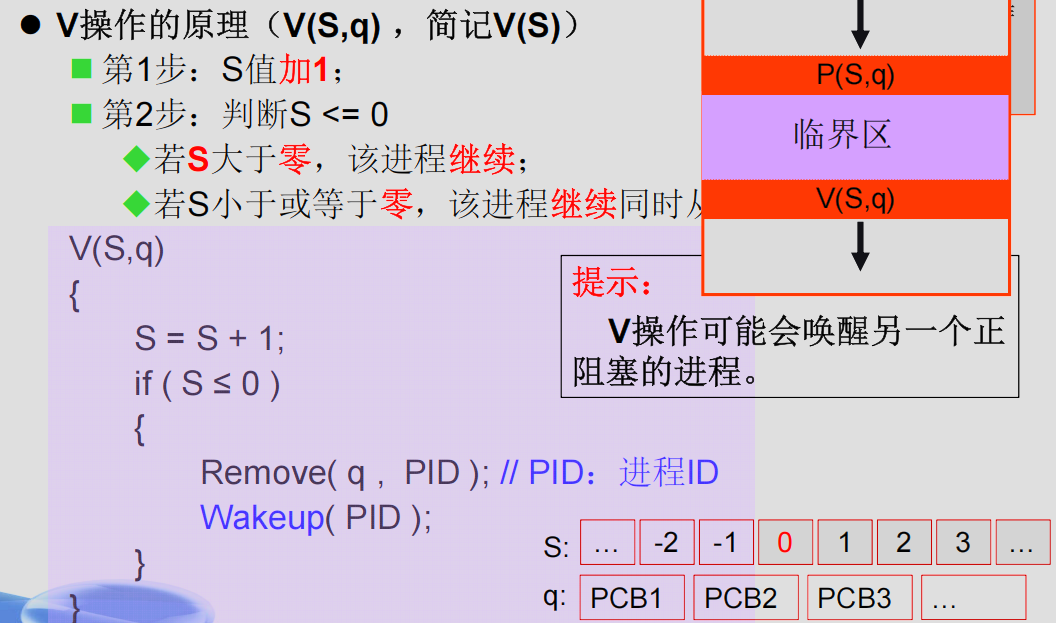 ● V操作的原理（V(S,q) ，简记V(S)）
■ 第1步：S值加1；
■ 第2步：判断S <= 0
◆若S大于零，该进程继续；
◆若S小于或等于零，该进程继续同时从
V(S,q)
{
S = S + 1;
if ( S ≤ 0 )
{
Remove( q , PID ); // PID：进程ID
Wakeup( PID );
}
}
P(S,q)
临界区
V(S,q)
提示：
V操作可能会唤醒另一个正
阻塞的进程。
S: … -2 -1 0 1 2 3 …
q: PCB1 PCB2 PCB3 …